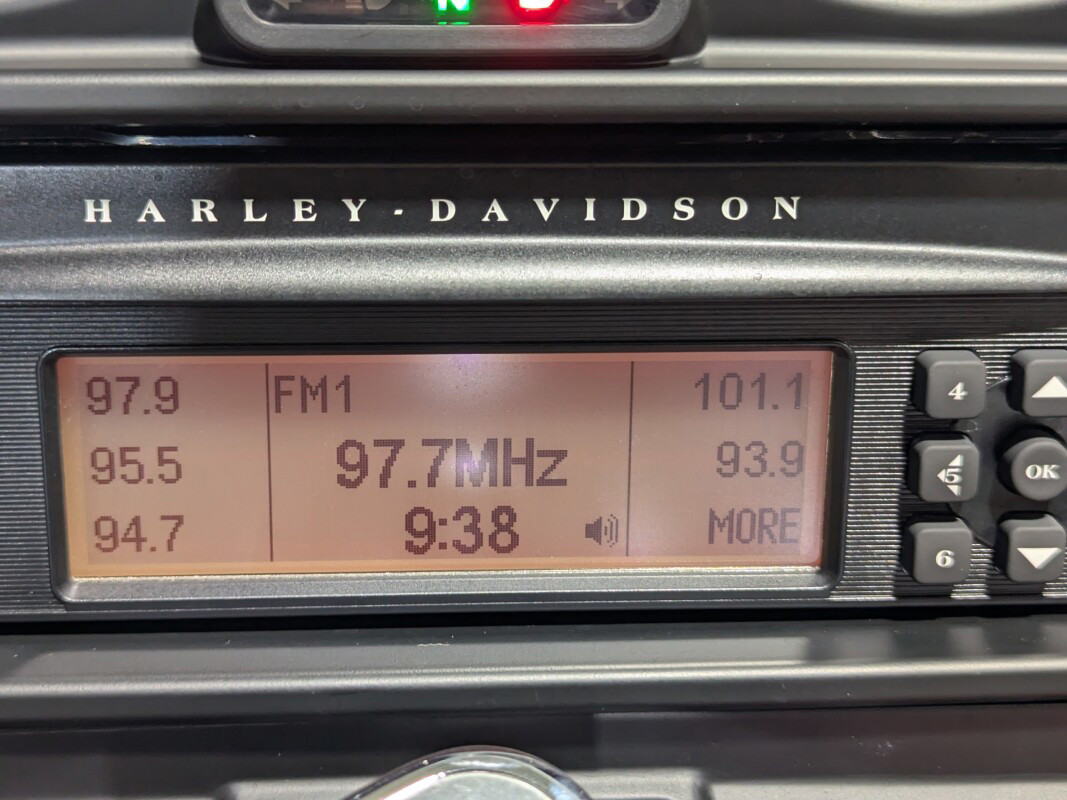 N
HARLEY-DAVIDSON
97.9 FM1 101.1
95.5 97.7MHz 93.9
94.7 9:38 MORE
4
5 OK
6